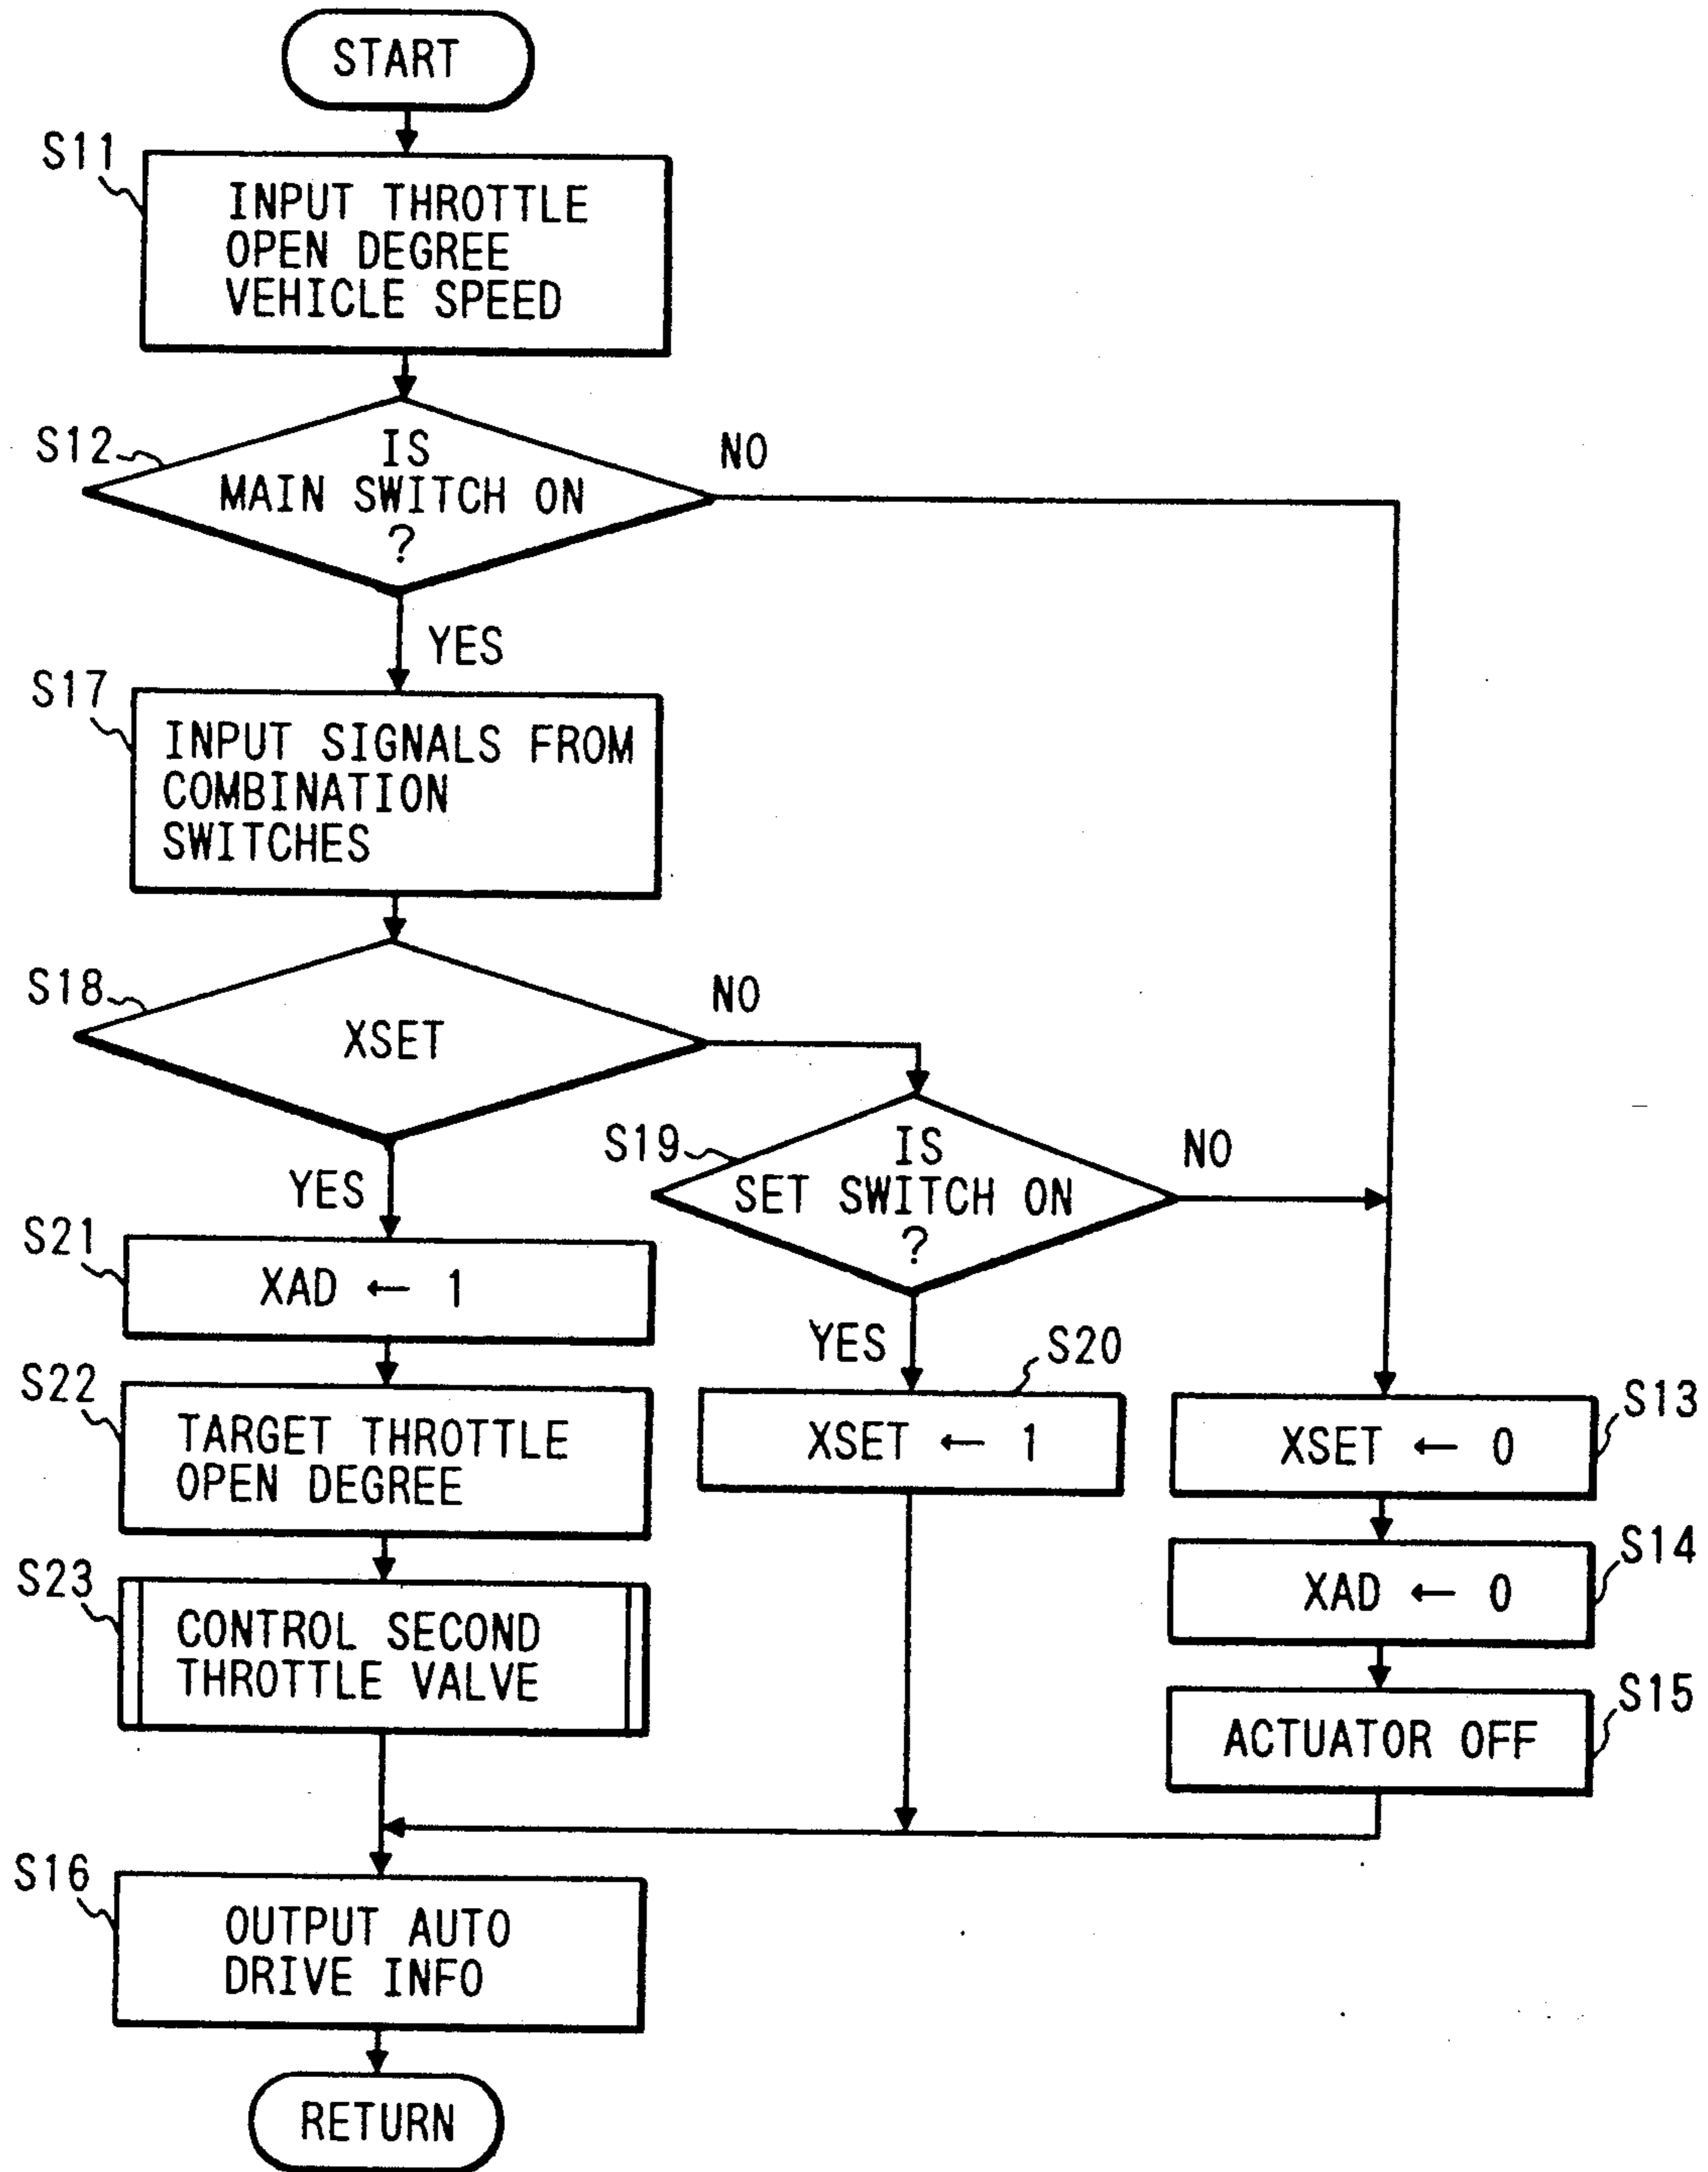 START
S11
INPUT THROTTLE
OPEN DEGREE
VEHICLE SPEED
S12
IS
MAIN SWITCH ON
?
NO
YES
S17
INPUT SIGNALS FROM
COMBINATION
SWITCHES
S18
XSET
NO
YES
S19
IS
SET SWITCH ON
?
NO
YES
S21
XAD ← 1
S20
XSET ← 1
S13
XSET ← 0
S22
TARGET THROTTLE
OPEN DEGREE
S14
XAD ← 0
S23
CONTROL SECOND
THROTTLE VALVE
S15
ACTUATOR OFF
S16
OUTPUT AUTO
DRIVE INFO
RETURN